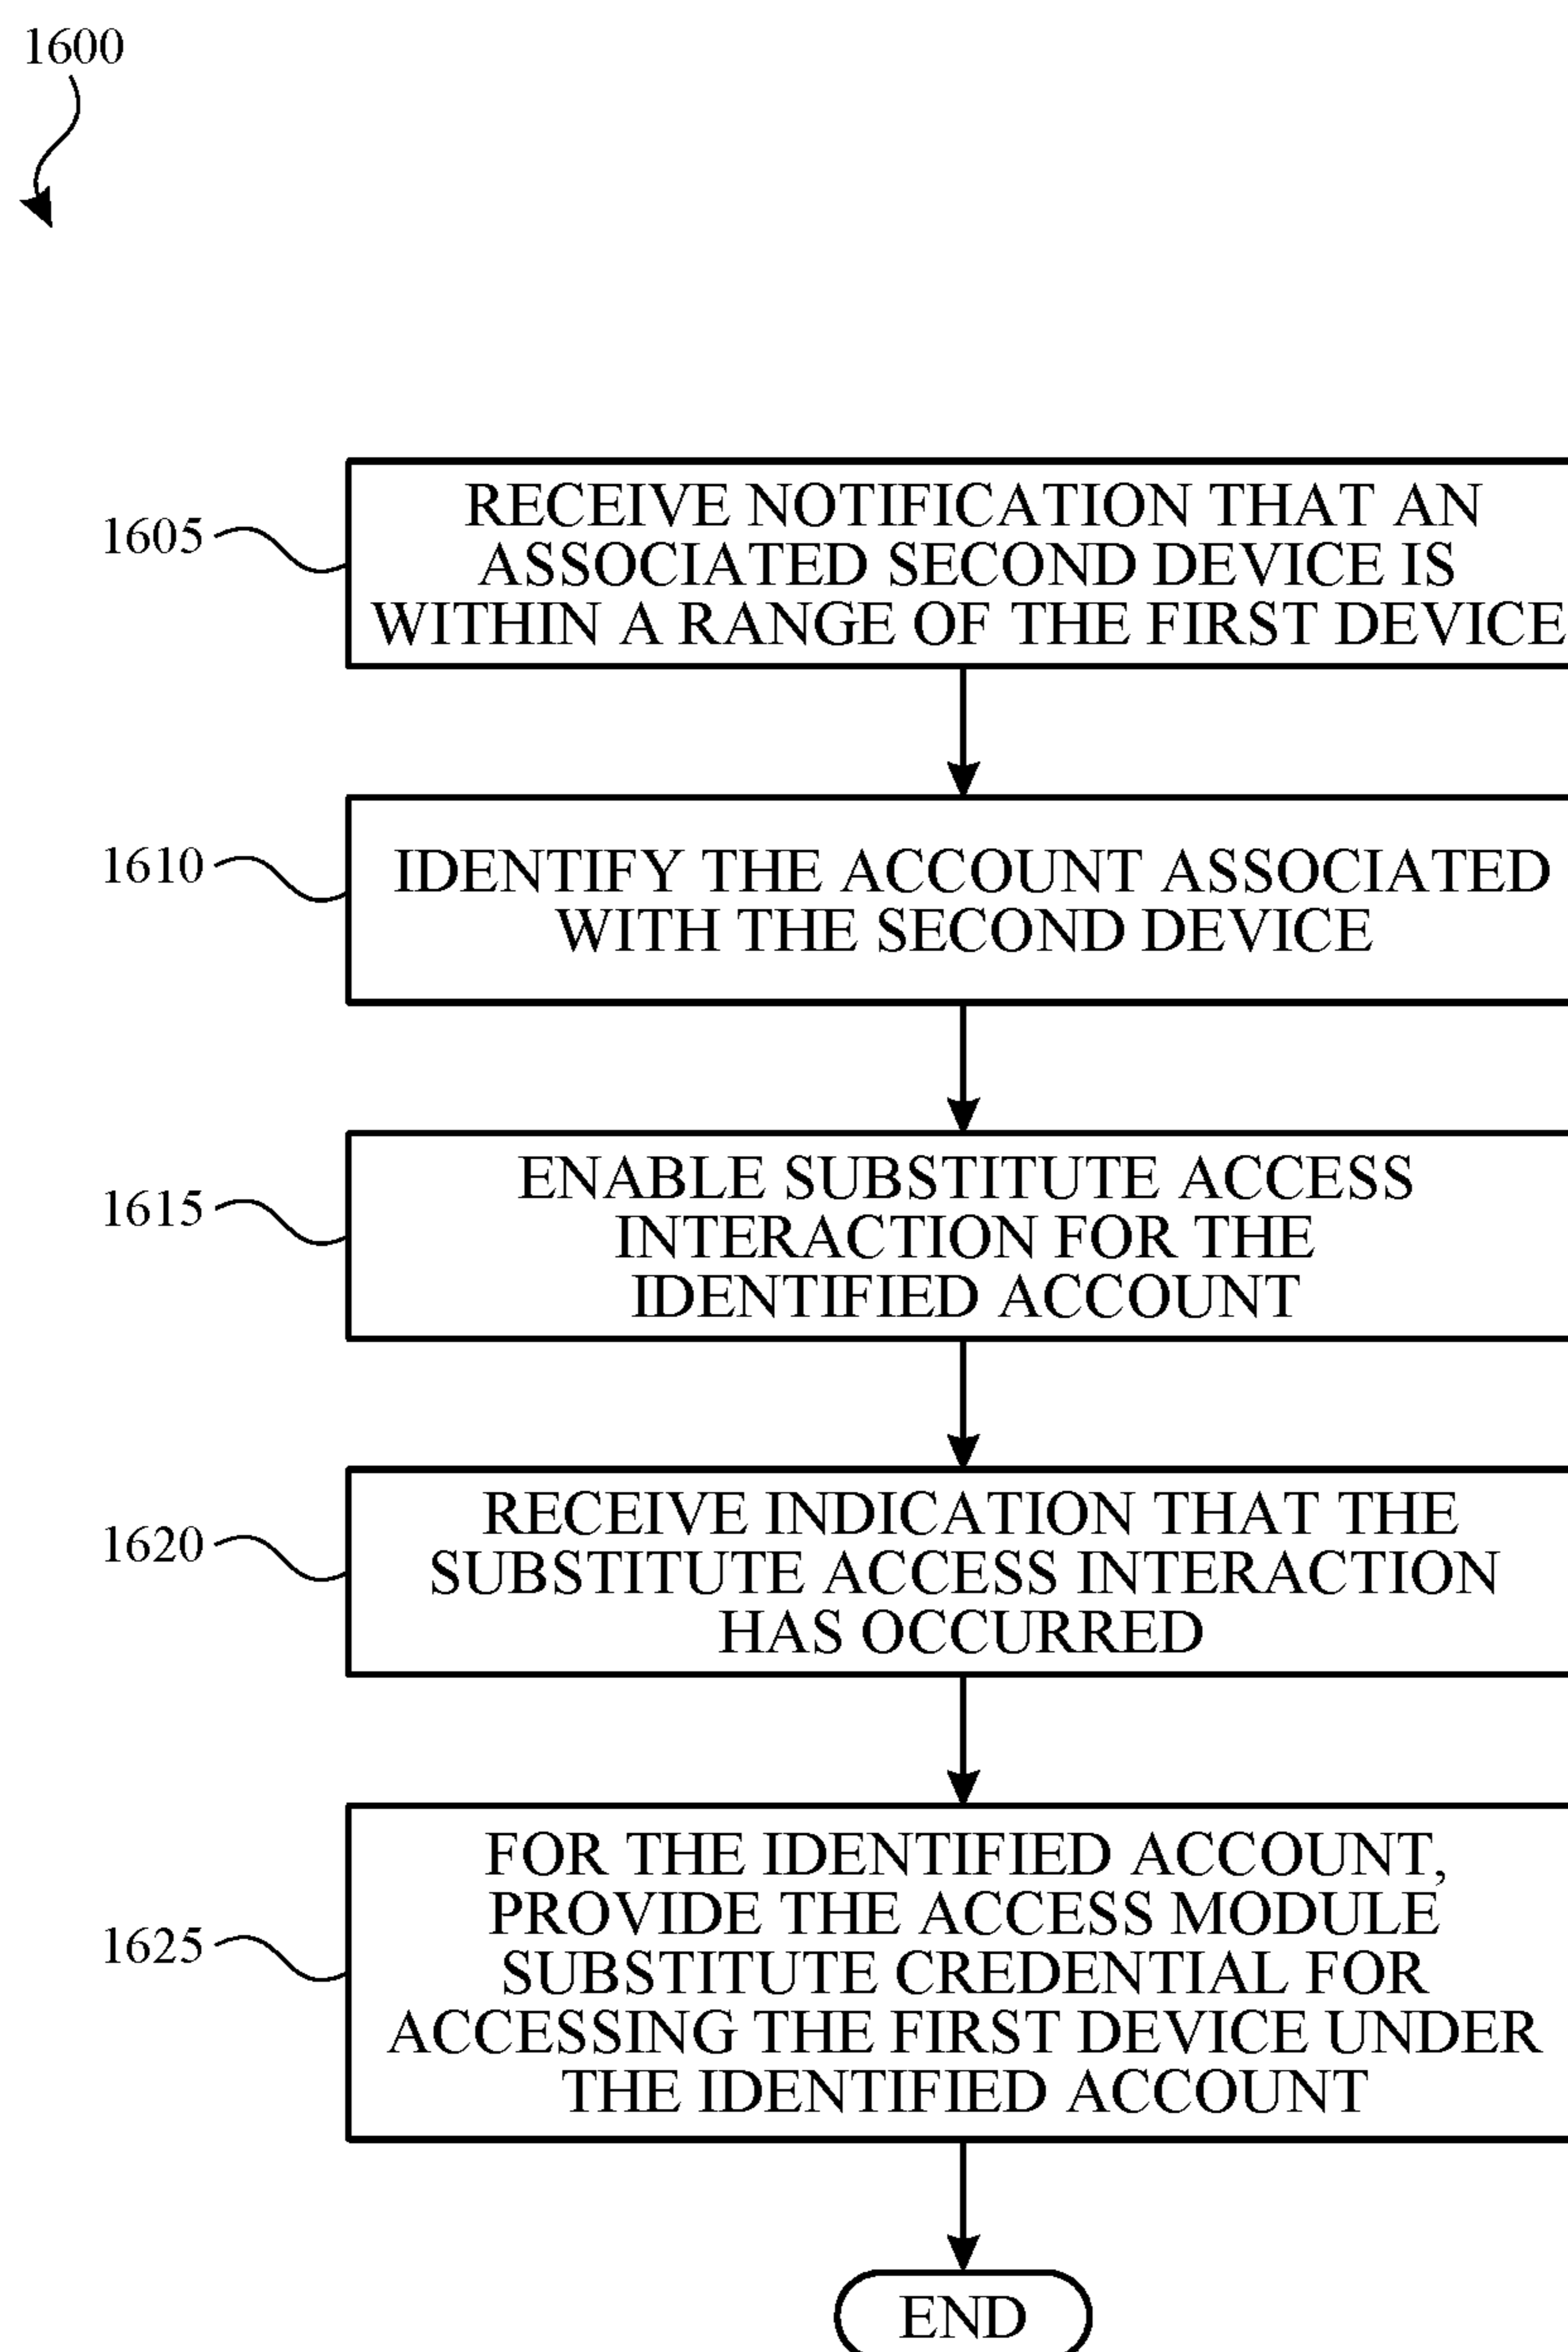 1600
1605
RECEIVE NOTIFICATION THAT AN
ASSOCIATED SECOND DEVICE IS
WITHIN A RANGE OF THE FIRST DEVICE
1610
IDENTIFY THE ACCOUNT ASSOCIATED
WITH THE SECOND DEVICE
1615
ENABLE SUBSTITUTE ACCESS
INTERACTION FOR THE
IDENTIFIED ACCOUNT
1620
RECEIVE INDICATION THAT THE
SUBSTITUTE ACCESS INTERACTION
HAS OCCURRED
1625
FOR THE IDENTIFIED ACCOUNT,
PROVIDE THE ACCESS MODULE
SUBSTITUTE CREDENTIAL FOR
ACCESSING THE FIRST DEVICE UNDER
THE IDENTIFIED ACCOUNT
END